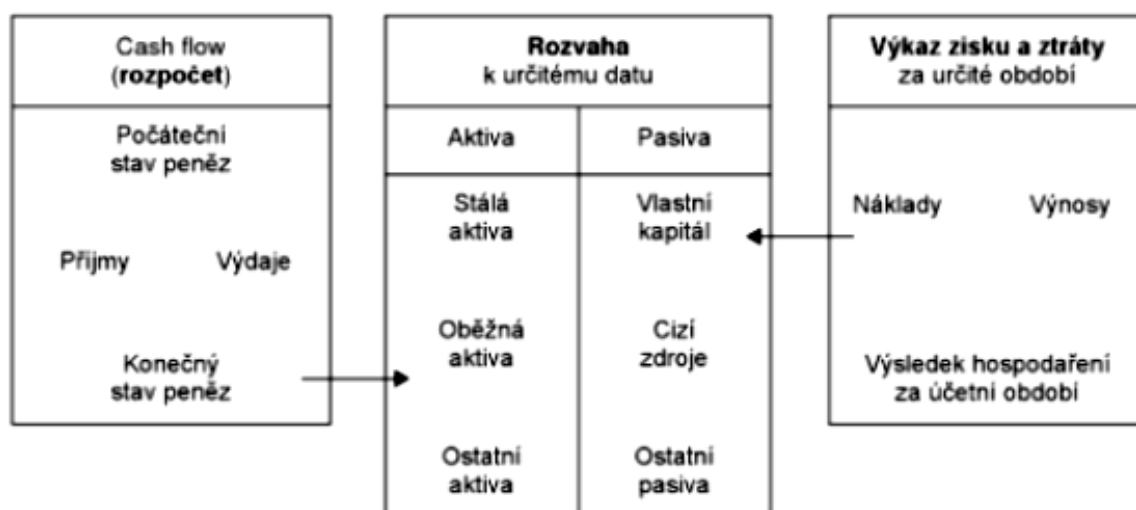 Cash flow
(rozpočet)
Počáteční
stav peněz
Příjmy Výdaje
Konečný
stav peněz
Rozvaha
k určitému datu
Aktiva Pasiva
Stálá
aktiva
Vlastní
kapitál
Oběžná
aktiva
Cizí
zdroje
Ostatní
aktiva
Ostatní
pasiva
Výkaz zisku a ztráty
za určité období
Náklady Výnosy
Výsledek hospodaření
za účetní období